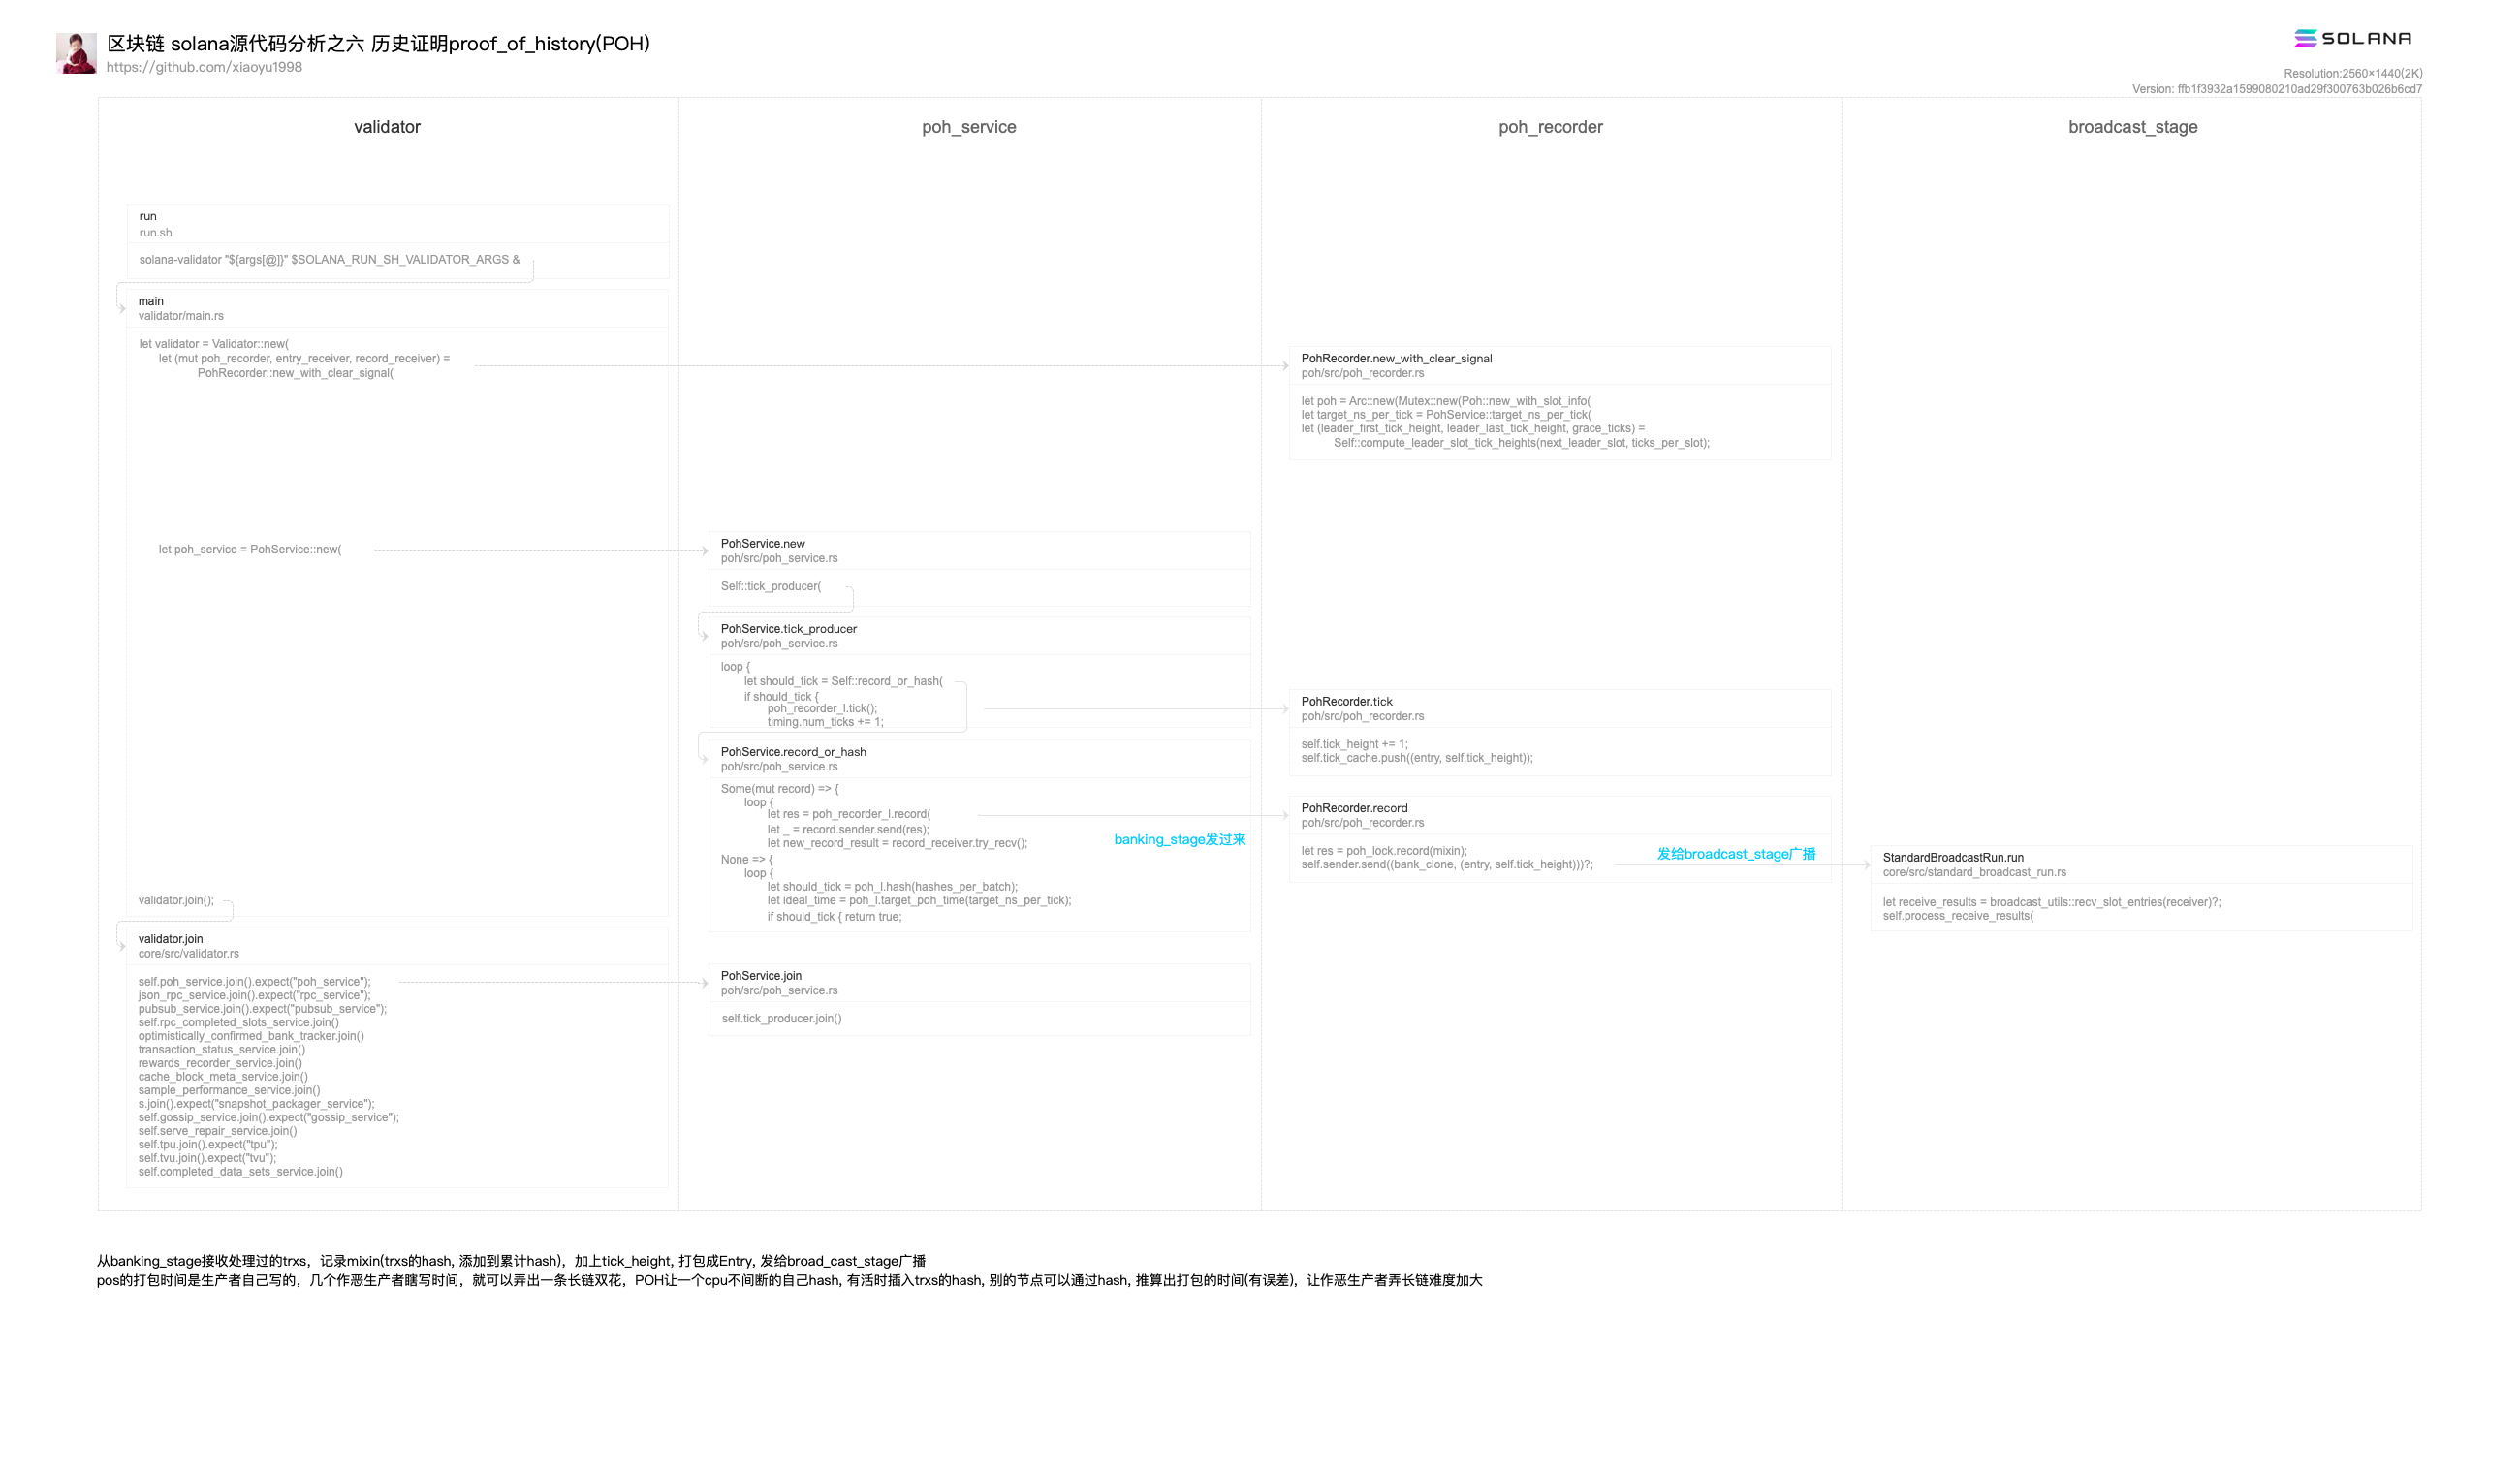 区块链 solana源代码分析之六 历史证明proof_of_history(POH)
https://github.com/xiaoyu1998
SOLANA
Resolution:2560×1440(2K)
Version: ffb1f3932a1599080210ad29f300763b026b6cd7
validator
run
run.sh
solana-validator "${args[@]}" $SOLANA_RUN_SH_VALIDATOR_ARGS &
main
validator/main.rs
let validator = Validator::new(
let (mut poh_recorder, entry_receiver, record_receiver) =
PohRecorder::new_with_clear_signal(
let poh_service = PohService::new(
validator.join();
validator.join
core/src/validator.rs
self.poh_service.join().expect("poh_service");
json_rpc_service.join().expect("rpc_service");
pubsub_service.join().expect("pubsub_service");
self.rpc_completed_slots_service.join()
optimistically_confirmed_bank_tracker.join()
transaction_status_service.join()
rewards_recorder_service.join()
cache_block_meta_service.join()
sample_performance_service.join()
s.join().expect("snapshot_packager_service");
self.gossip_service.join().expect("gossip_service");
self.serve_repair_service.join()
self.tpu.join().expect("tpu");
self.tvu.join().expect("tvu");
self.completed_data_sets_service.join()
poh_service
PohService.new
poh/src/poh_service.rs
Self::tick_producer(
PohService.tick_producer
poh/src/poh_service.rs
loop {
let should_tick = Self::record_or_hash(
if should_tick {
poh_recorder_l.tick();
timing.num_ticks += 1;
PohService.record_or_hash
poh/src/poh_service.rs
Some(mut record) => {
loop {
let res = poh_recorder_l.record(
let _ = record.sender.send(res);
let new_record_result = record_receiver.try_recv();
banking_stage发过来
None => {
loop {
let should_tick = poh_l.hash(hashes_per_batch);
let ideal_time = poh_l.target_poh_time(target_ns_per_tick);
if should_tick { return true;
PohService.join
poh/src/poh_service.rs
self.tick_producer.join()
poh_recorder
PohRecorder.new_with_clear_signal
poh/src/poh_recorder.rs
let poh = Arc::new(Mutex::new(Poh::new_with_slot_info(
let target_ns_per_tick = PohService::target_ns_per_tick(
let (leader_first_tick_height, leader_last_tick_height, grace_ticks) =
Self::compute_leader_slot_tick_heights(next_leader_slot, ticks_per_slot);
PohRecorder.tick
poh/src/poh_recorder.rs
self.tick_height += 1;
self.tick_cache.push((entry, self.tick_height));
PohRecorder.record
poh/src/poh_recorder.rs
let res = poh_lock.record(mixin);
self.sender.send((bank_clone, (entry, self.tick_height)))?;
发给broadcast_stage广播
broadcast_stage
StandardBroadcastRun.run
core/src/standard_broadcast_run.rs
let receive_results = broadcast_utils::recv_slot_entries(receiver)?;
self.process_receive_results(
从banking_stage接收处理过的trxs，记录mixin(trxs的hash, 添加到累计hash)，加上tick_height, 打包成Entry, 发给broad_cast_stage广播
pos的打包时间是生产者自己写的，几个作恶生产者瞎写时间，就可以弄出一条长链双花，POH让一个cpu不间断的自己hash, 有活时插入trxs的hash, 别的节点可以通过hash, 推算出打包的时间(有误差)，让作恶生产者弄长链难度加大